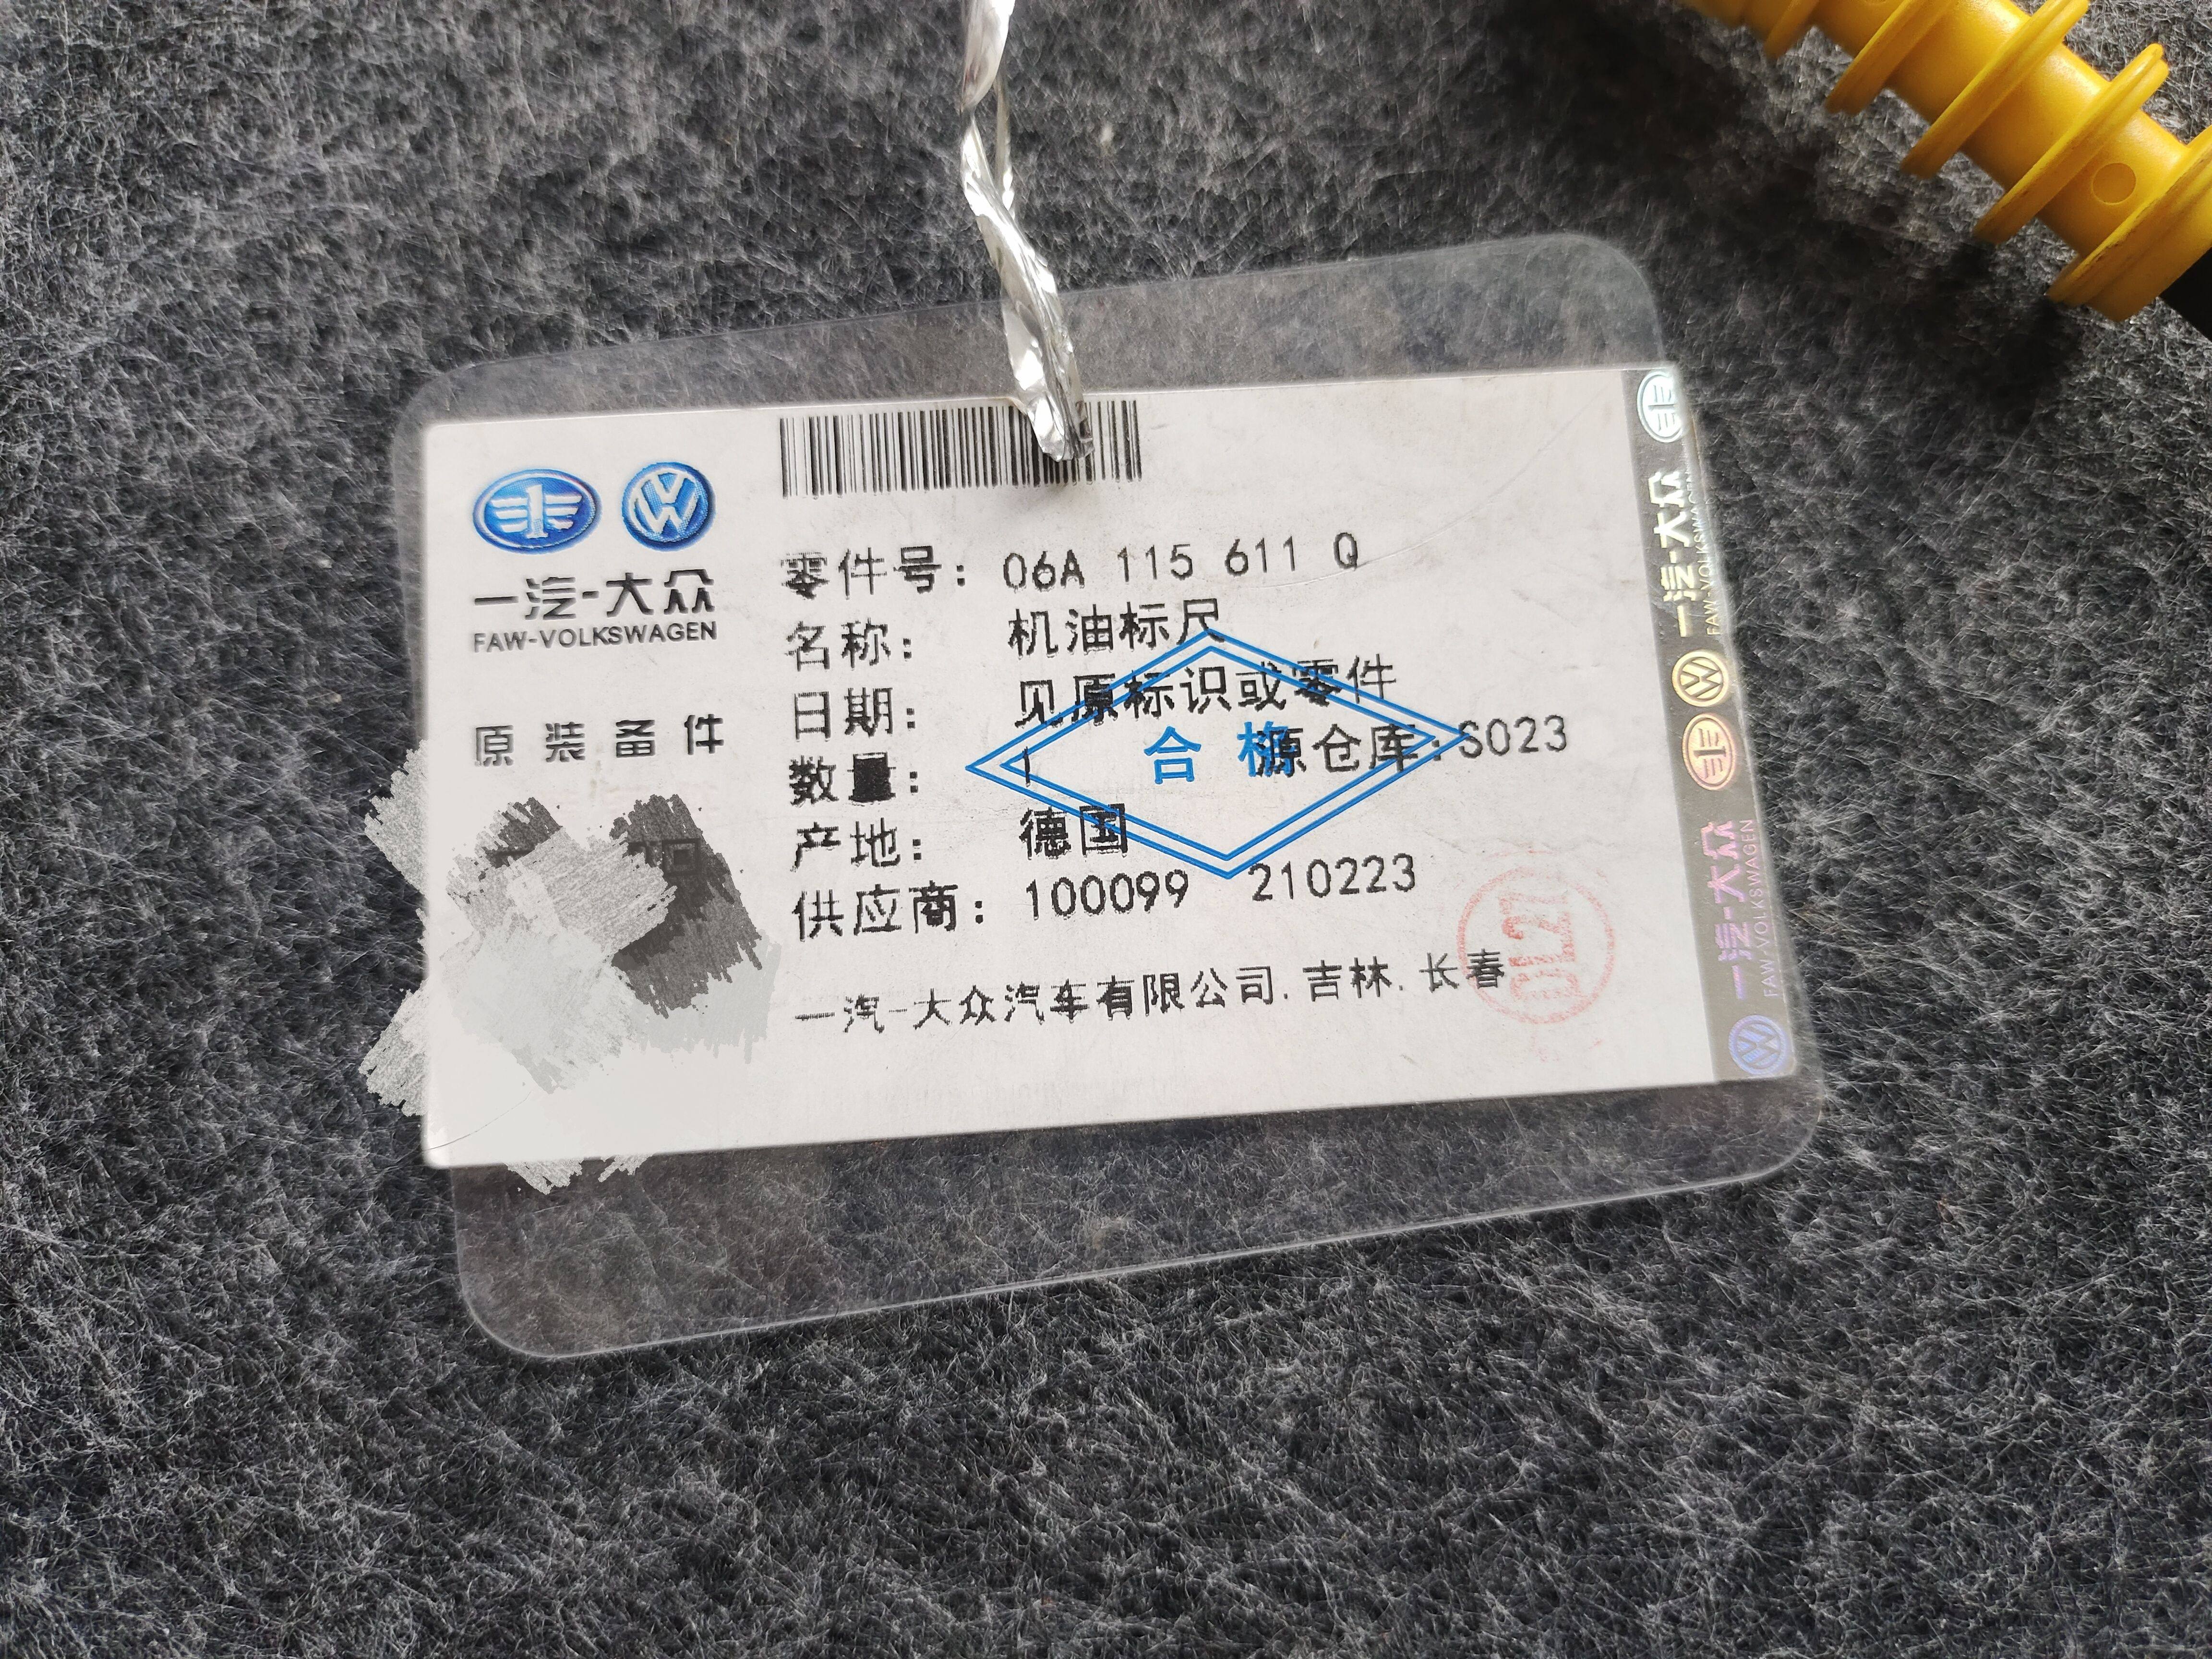 一汽-大众
FAW-VOLKSWAGEN
原装备件
零件号: 06A 115 611 Q
名称: 机油标尺
日期: 见原标识或零件
数量: 1 源仓库:S023
合格
产地: 德国
供应商: 100099 210223
一汽-大众汽车有限公司.吉林.长春
DL27
一汽-大众
FAW-VOLKSWAGEN
一汽-大众
FAW-VOLKSWAGEN